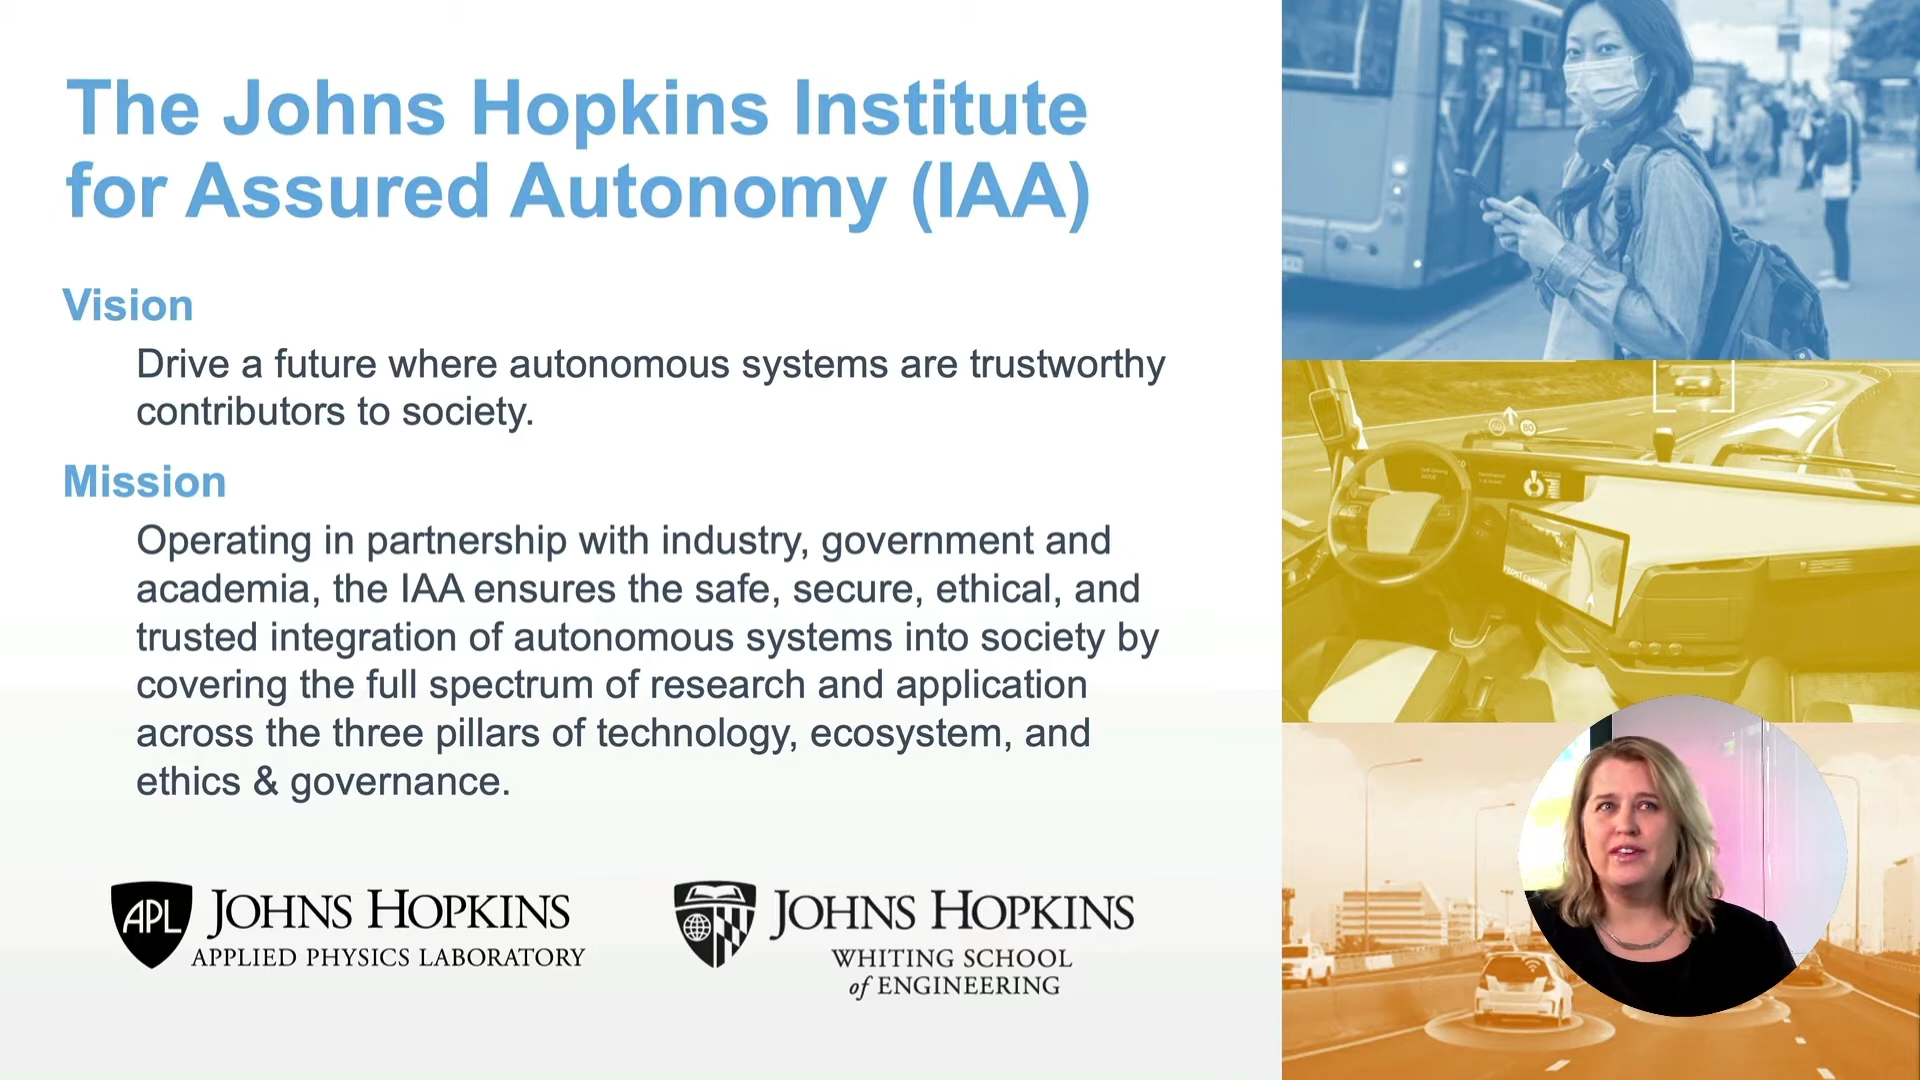 The Johns Hopkins Institute
for Assured Autonomy (IAA)
Vision
Drive a future where autonomous systems are trustworthy
contributors to society.
Mission
Operating in partnership with industry, government and
academia, the IAA ensures the safe, secure, ethical, and
trusted integration of autonomous systems into society by
covering the full spectrum of research and application
across the three pillars of technology, ecosystem, and
ethics & governance.
APL JOHNS HOPKINS
APPLIED PHYSICS LABORATORY
JOHNS HOPKINS
WHITING SCHOOL
of ENGINEERING
80
FRONT CAMERA